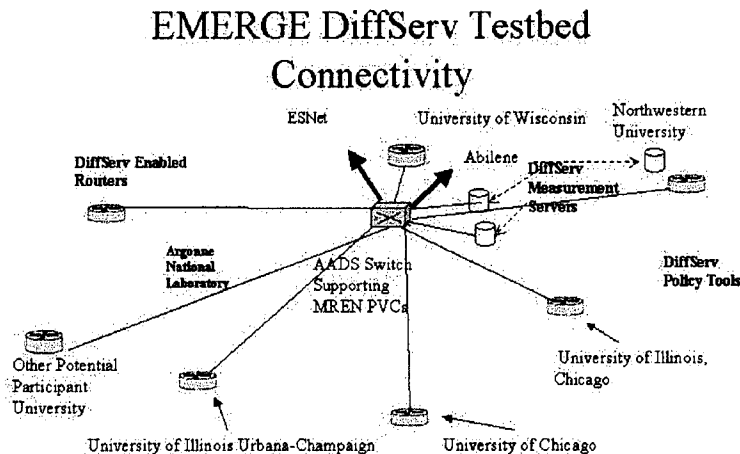 EMERGE DiffServ Testbed
Connectivity
ESNet
University of Wisconsin
Northwestern
University
DiffServ Enabled
Routers
Abilene
DiffServ
Measurement
Servers
Argonne
National
Laboratory
AADS Switch
Supporting
MREN PVCs
DiffServ
Policy Tools
Other Potential
Participant
University
University of Illinois,
Chicago
University of Illinois Urbana-Champaign
University of Chicago